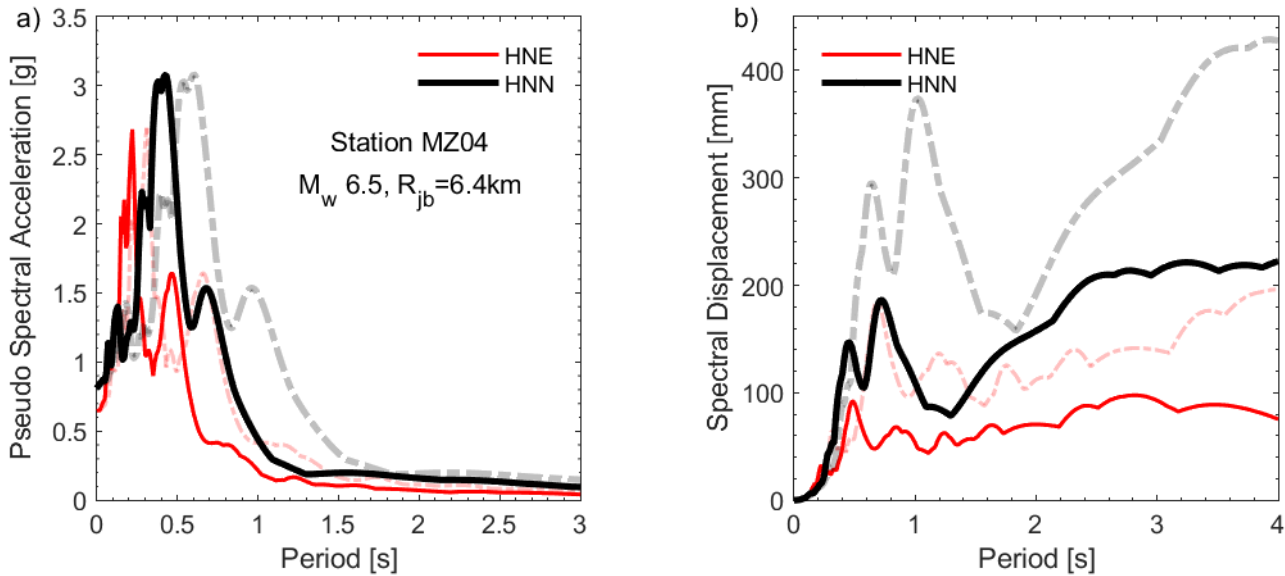 a)
Pseudo Spectral Acceleration [g]
3.5
3
2.5
2
1.5
1
0.5
0
HNE
HNN
Station MZ04
M_w 6.5, R_jb=6.4km
0 0.5 1 1.5 2 2.5 3
Period [s]
b)
Spectral Displacement [mm]
400
300
200
100
0
HNE
HNN
0 1 2 3 4
Period [s]